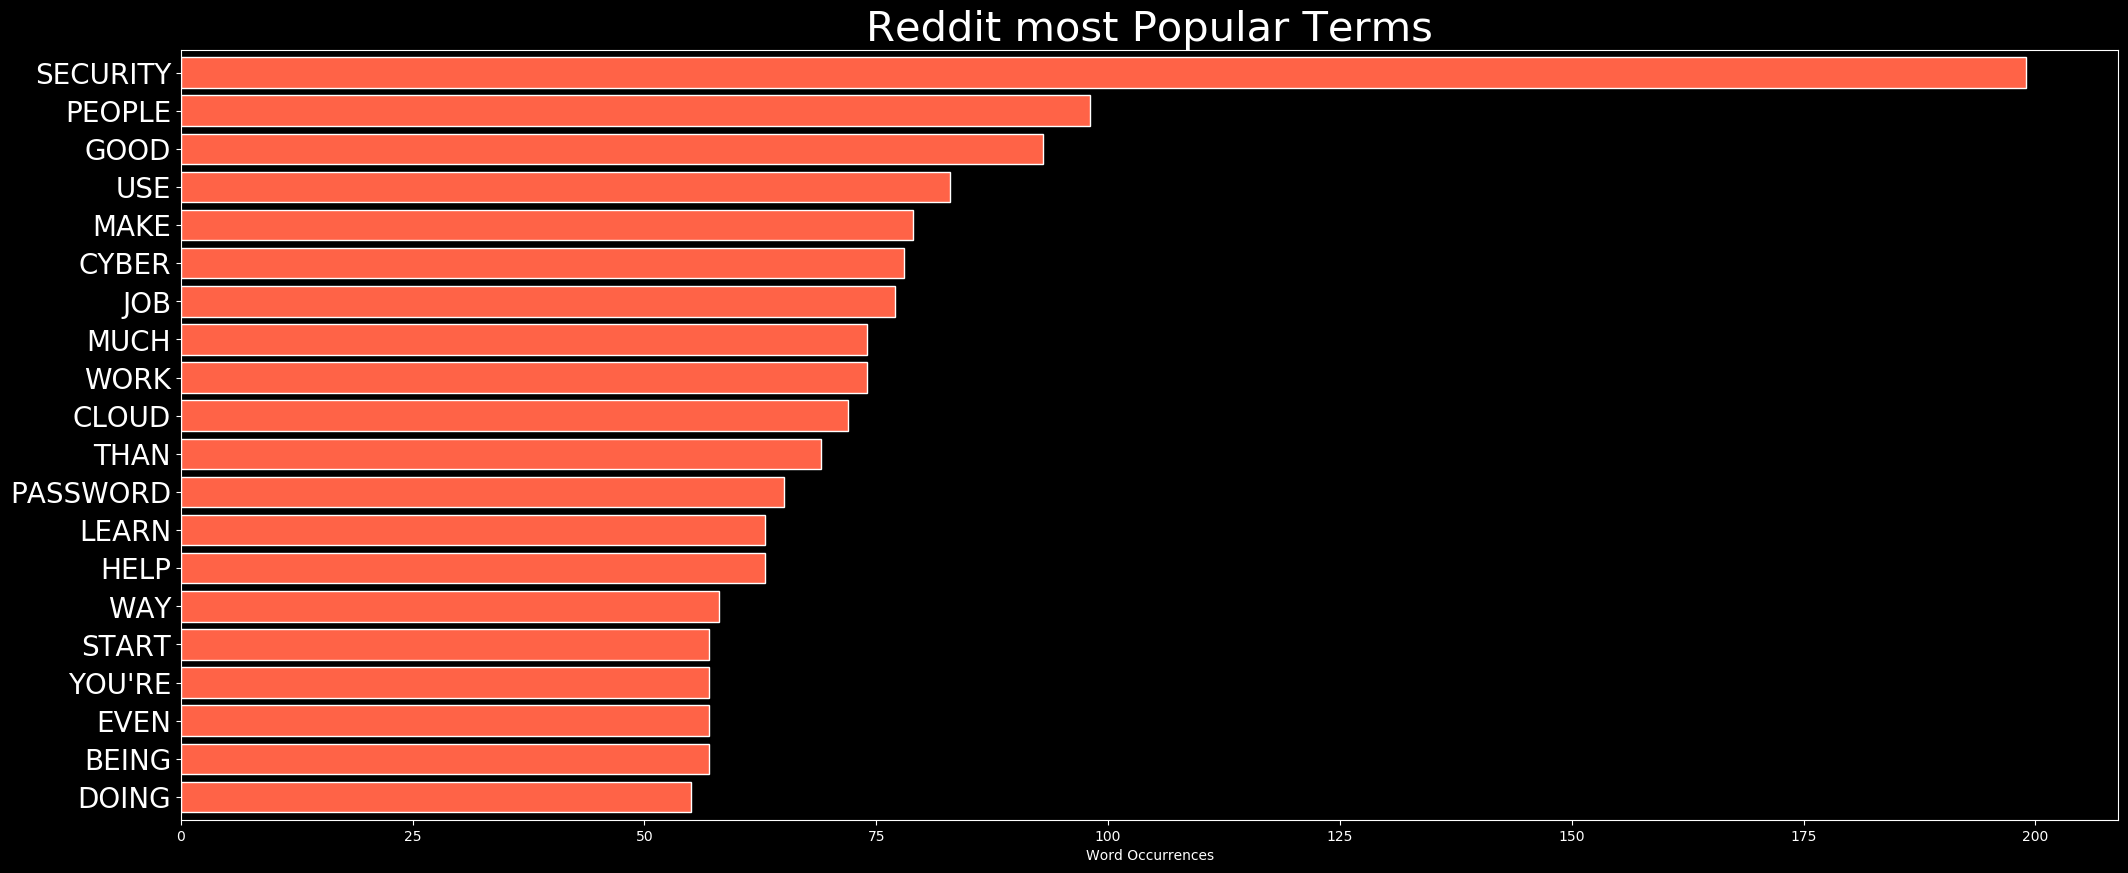 Reddit most Popular Terms
SECURITY
PEOPLE
GOOD
USE
MAKE
CYBER
JOB
MUCH
WORK
CLOUD
THAN
PASSWORD
LEARN
HELP
WAY
START
YOU'RE
EVEN
BEING
DOING
0 25 50 75 100 125 150 175 200
Word Occurrences